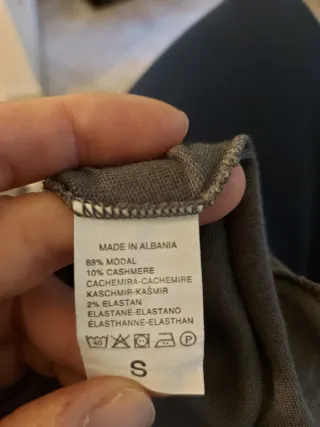 MADE IN ALBANIA
88% MODAL
10% CASHMERE
CACHEMIRA-CACHEMIRE
KASCHMIR-KAŠMIR
2% ELASTAN
ELASTANE-ELASTANO
ÉLASTHANNE-ELASTHAN
P
S